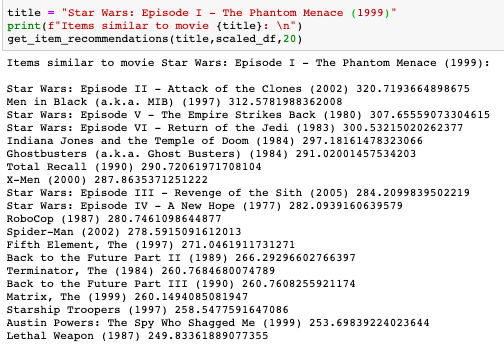 title = "Star Wars: Episode I - The Phantom Menace (1999)"
print(f"Items similar to movie {title}: \n")
get_item_recommendations(title,scaled_df,20)
Items similar to movie Star Wars: Episode I - The Phantom Menace (1999):
Star Wars: Episode II - Attack of the Clones (2002) 320.7193664898675
Men in Black (a.k.a. MIB) (1997) 312.5781988362008
Star Wars: Episode V - The Empire Strikes Back (1980) 307.65559073304615
Star Wars: Episode VI - Return of the Jedi (1983) 300.53215020262377
Indiana Jones and the Temple of Doom (1984) 297.18161478323066
Ghostbusters (a.k.a. Ghost Busters) (1984) 291.02001457534203
Total Recall (1990) 290.72061971708104
X-Men (2000) 287.8635371251222
Star Wars: Episode III - Revenge of the Sith (2005) 284.2099839502219
Star Wars: Episode IV - A New Hope (1977) 282.0939160639579
RoboCop (1987) 280.7461098644877
Spider-Man (2002) 278.5915091612013
Fifth Element, The (1997) 271.0461911731271
Back to the Future Part II (1989) 266.29296602766397
Terminator, The (1984) 260.7684680074789
Back to the Future Part III (1990) 260.7608255921174
Matrix, The (1999) 260.1494085081947
Starship Troopers (1997) 258.5477591647086
Austin Powers: The Spy Who Shagged Me (1999) 253.69839224023644
Lethal Weapon (1987) 249.83361889077355